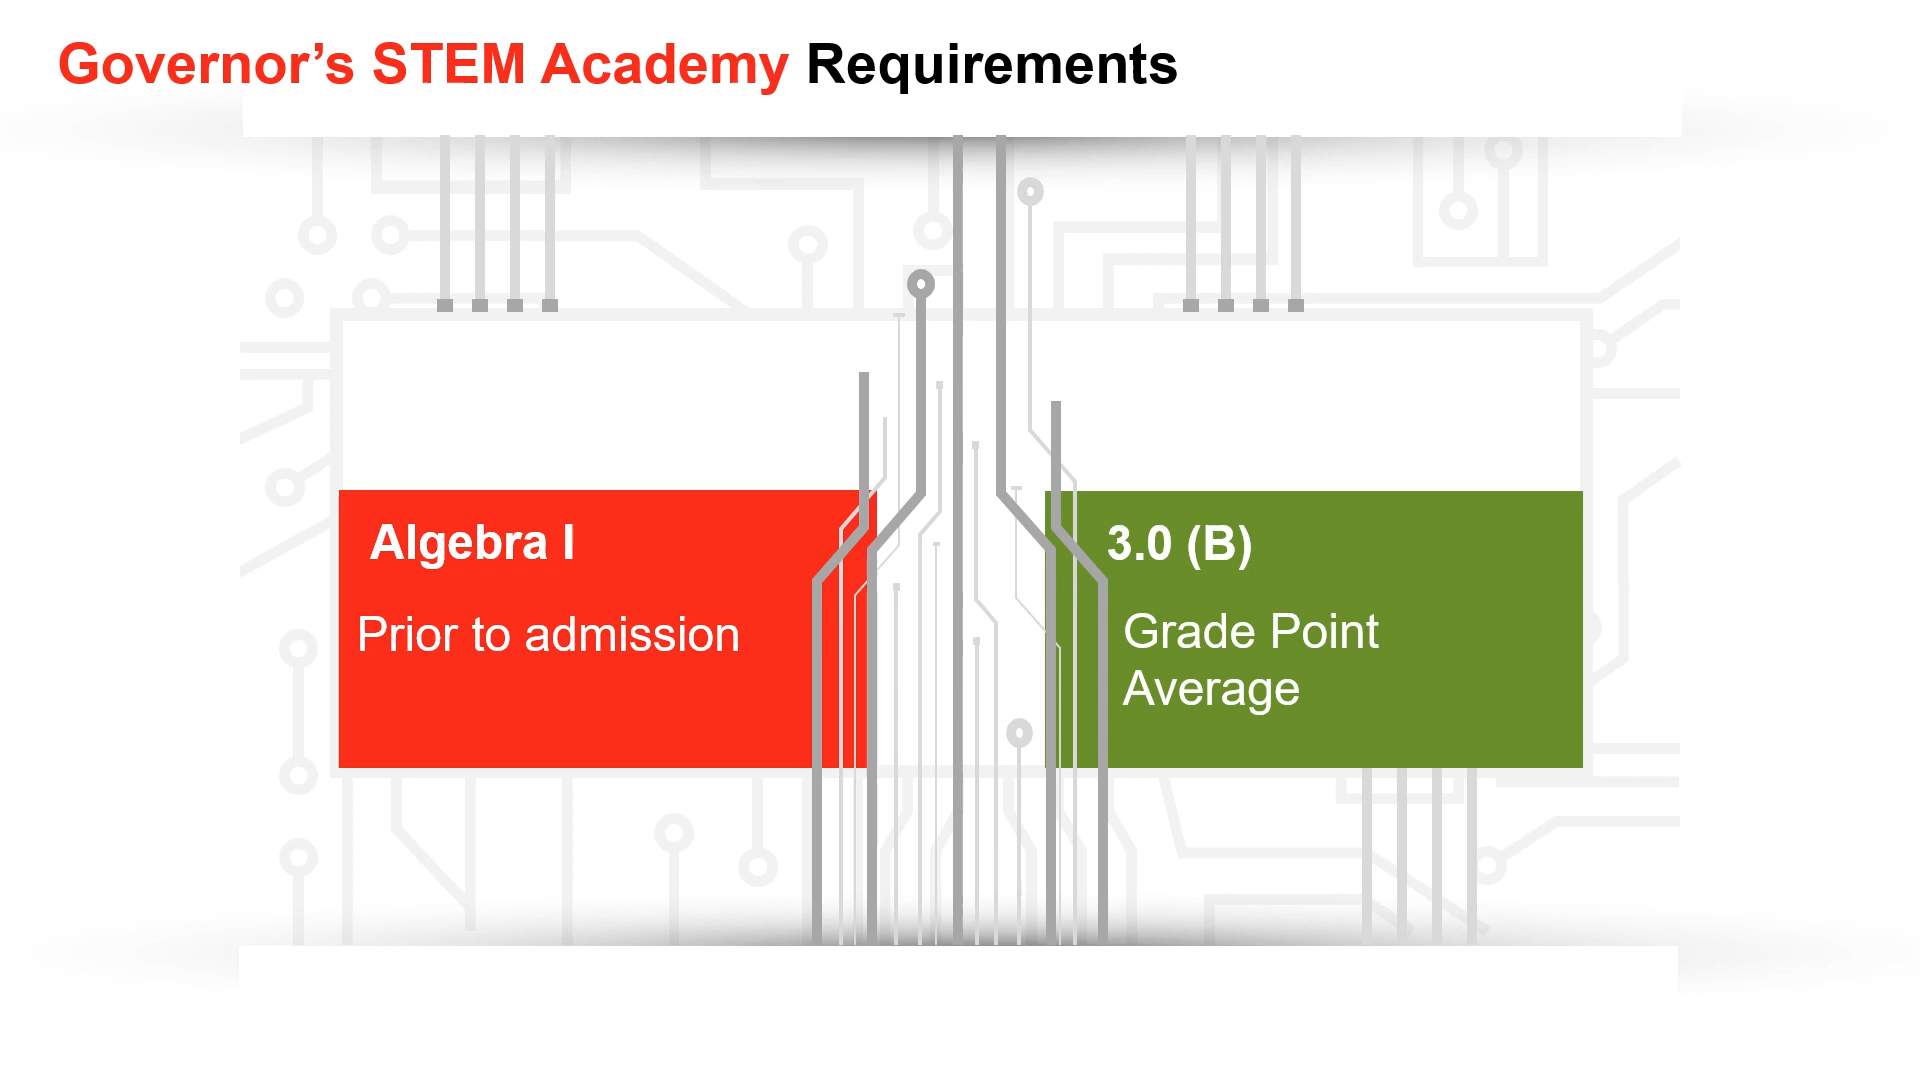 Governor’s STEM Academy Requirements
Algebra I
Prior to admission
3.0 (B)
Grade Point
Average